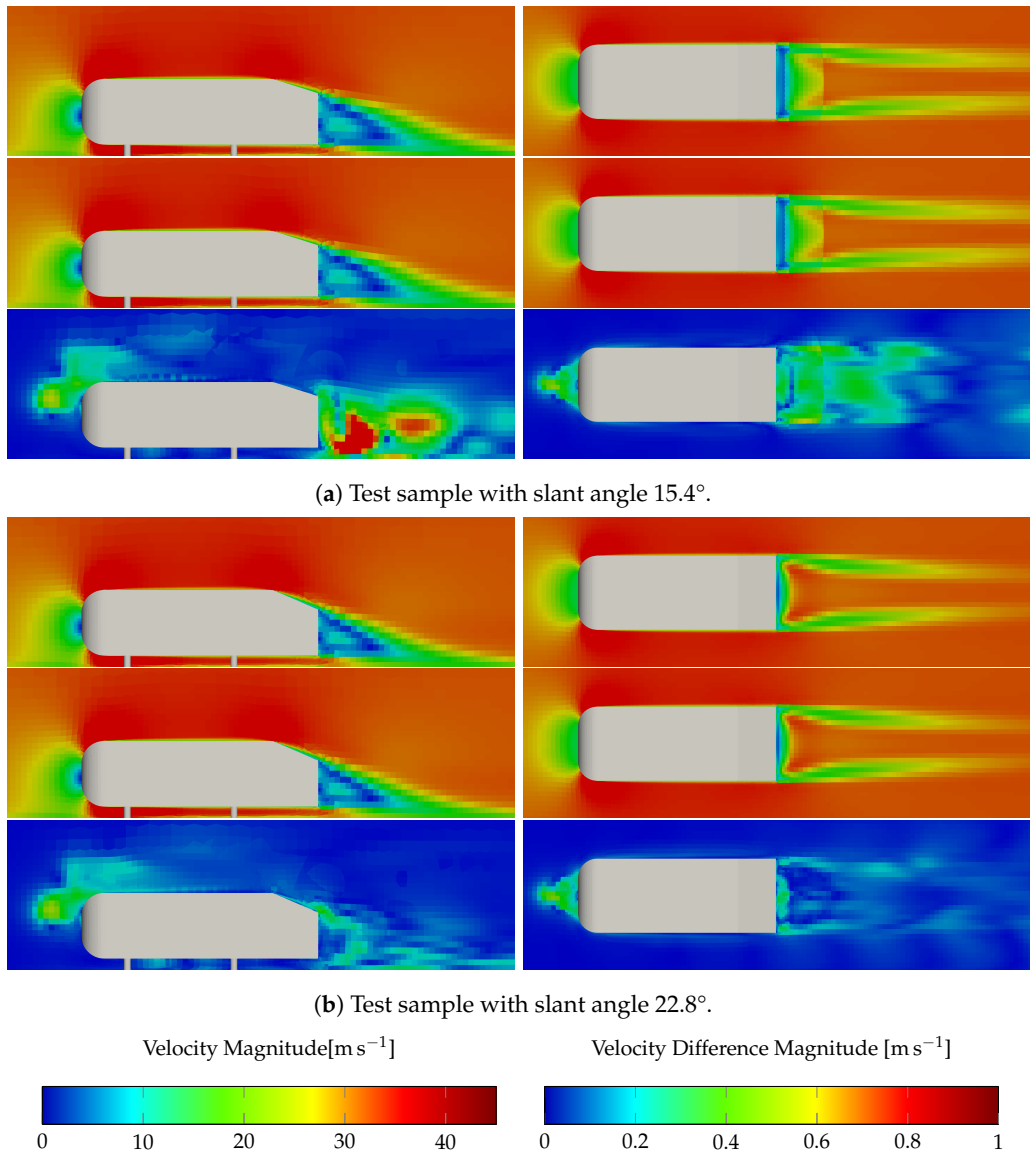 (a) Test sample with slant angle 15.4°.
(b) Test sample with slant angle 22.8°.
Velocity Magnitude[m s⁻¹]
Velocity Difference Magnitude [m s⁻¹]
0 10 20 30 40
0 0.2 0.4 0.6 0.8 1